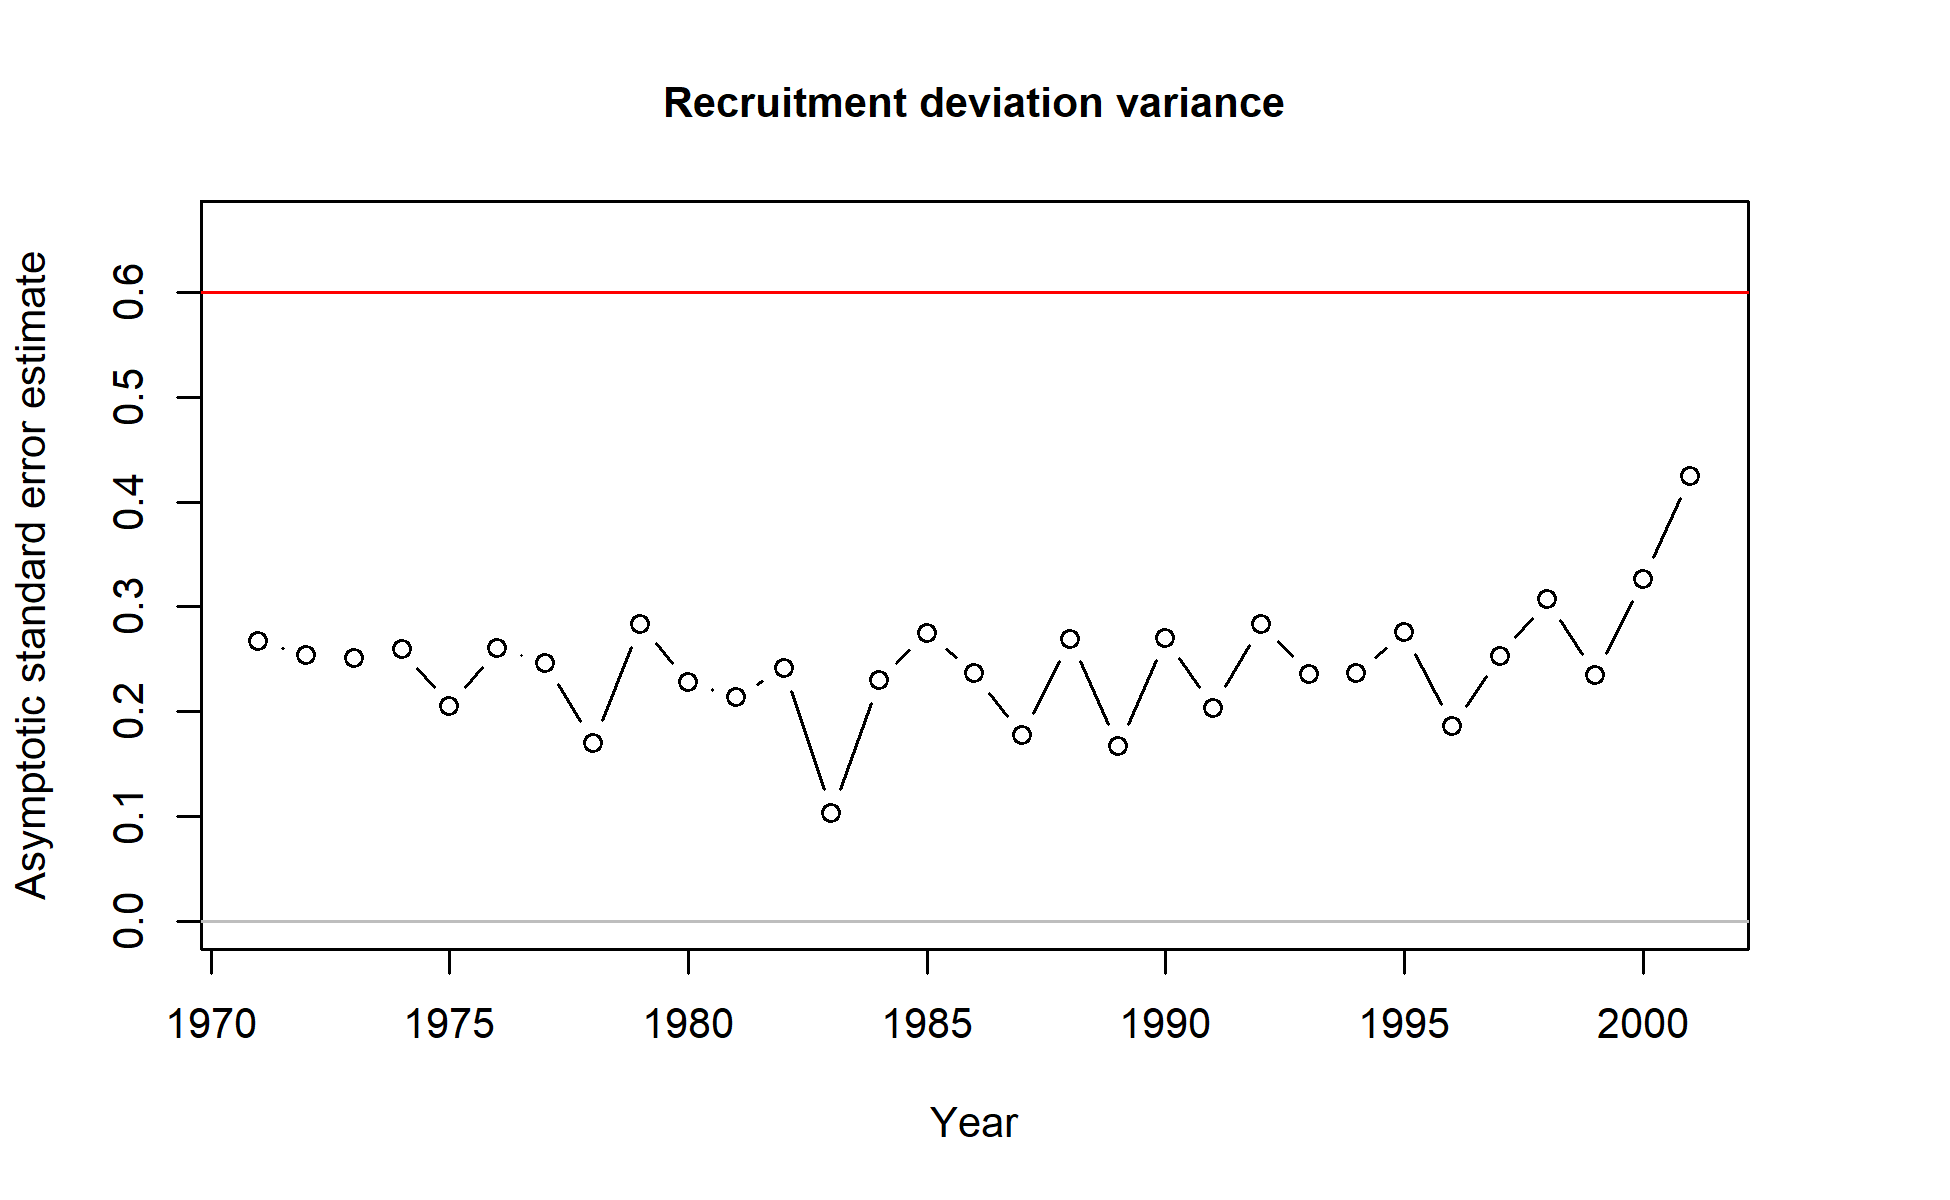 Recruitment deviation variance
Asymptotic standard error estimate
0.6
0.5
0.4
0.3
0.2
0.1
0.0
1970 1975 1980 1985 1990 1995 2000
Year